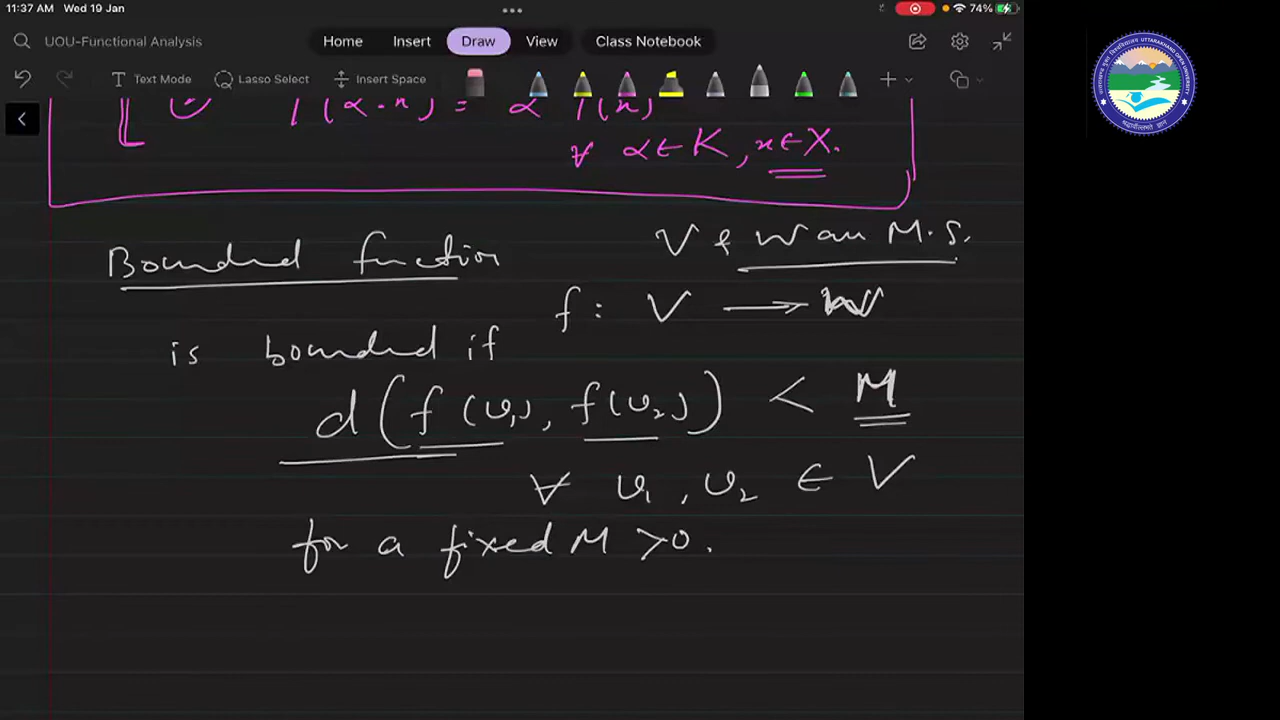 11:37 AM Wed 19 Jan
74%
UOU-Functional Analysis
Home Insert Draw View Class Notebook
Text Mode Lasso Select Insert Space
② T(α·x) = α T(x)
∀ α∈K, x∈X.
Bounded function
V & W are M.S.
f: V → W
is bounded if
d(f(v₁), f(v₂)) < M
∀ v₁, v₂ ∈ V
for a fixed M >0.